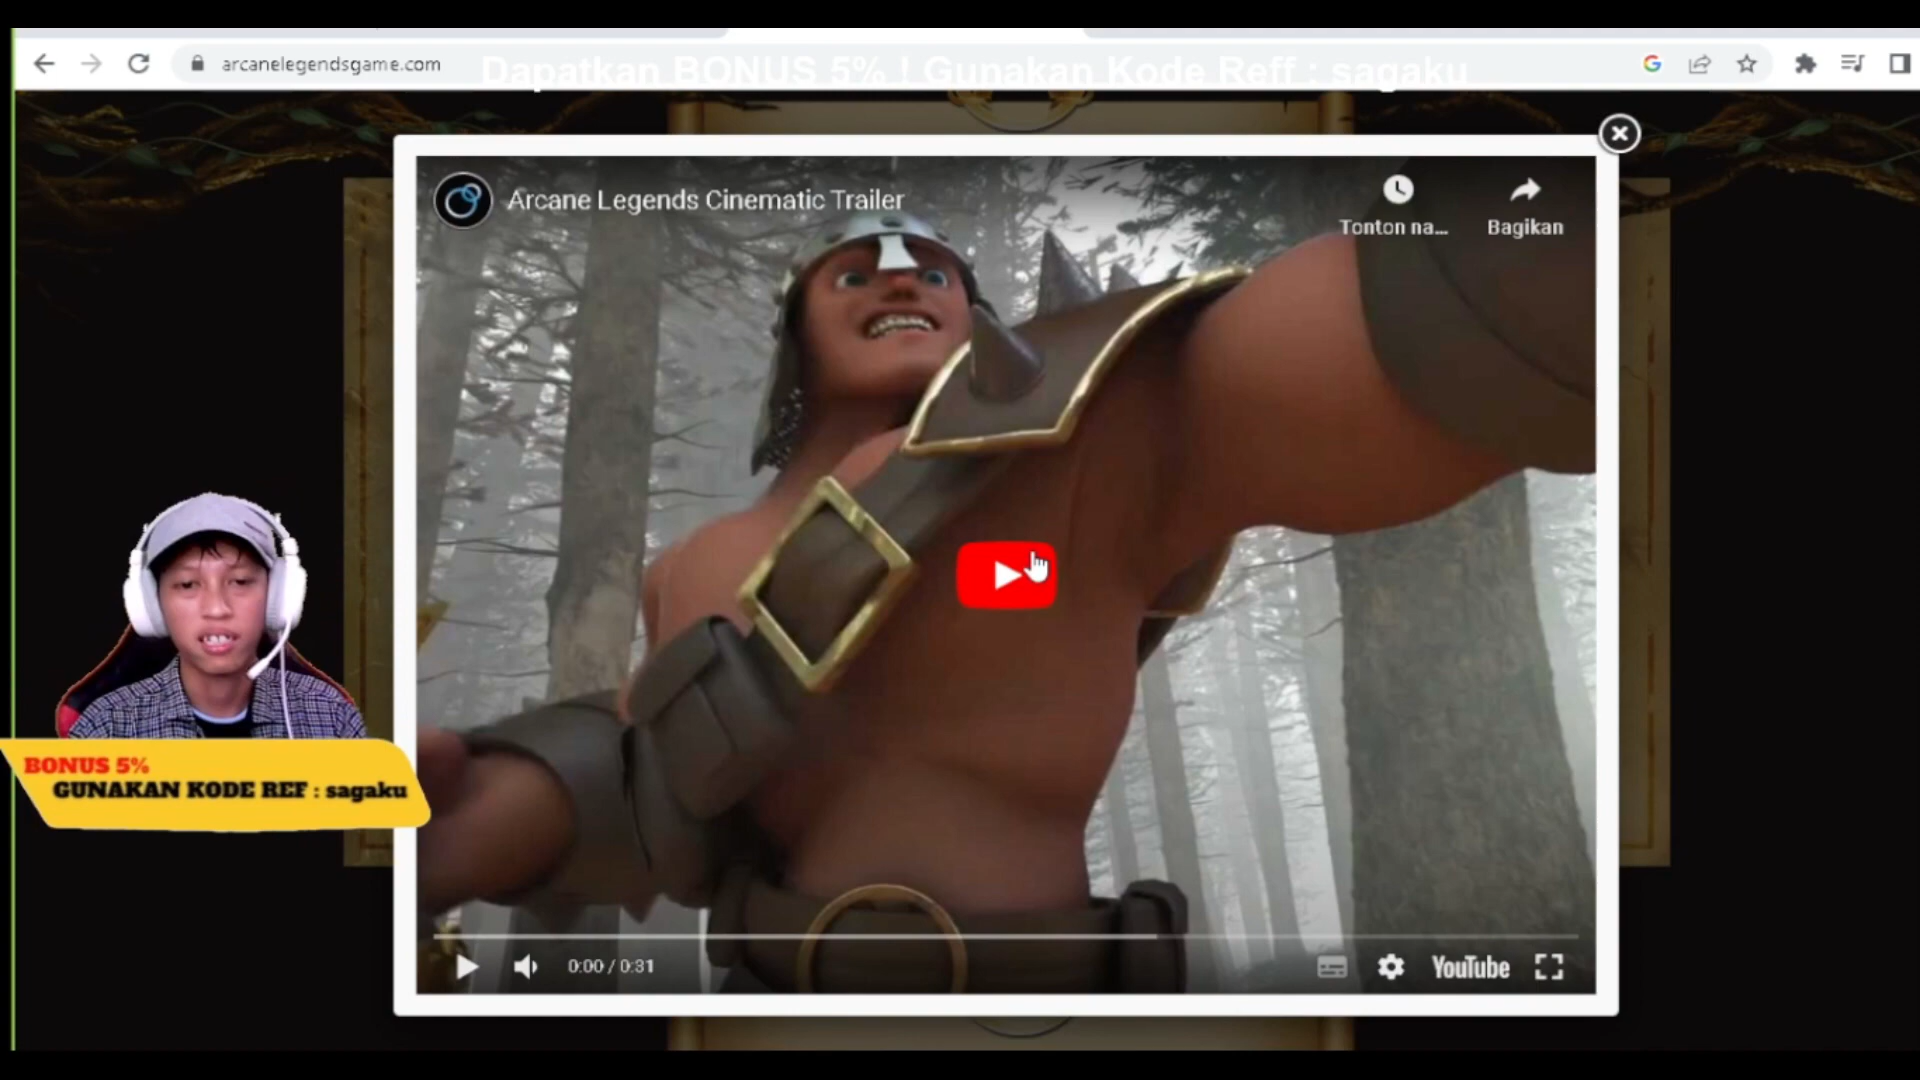 arcanelegendsgame.com
Dapatkan BONUS 5% ! Gunakan Kode Reff : sagaku
Arcane Legends Cinematic Trailer
Tonton na...
Bagikan
BONUS 5%
GUNAKAN KODE REF : sagaku
0:00 / 0:31
YouTube